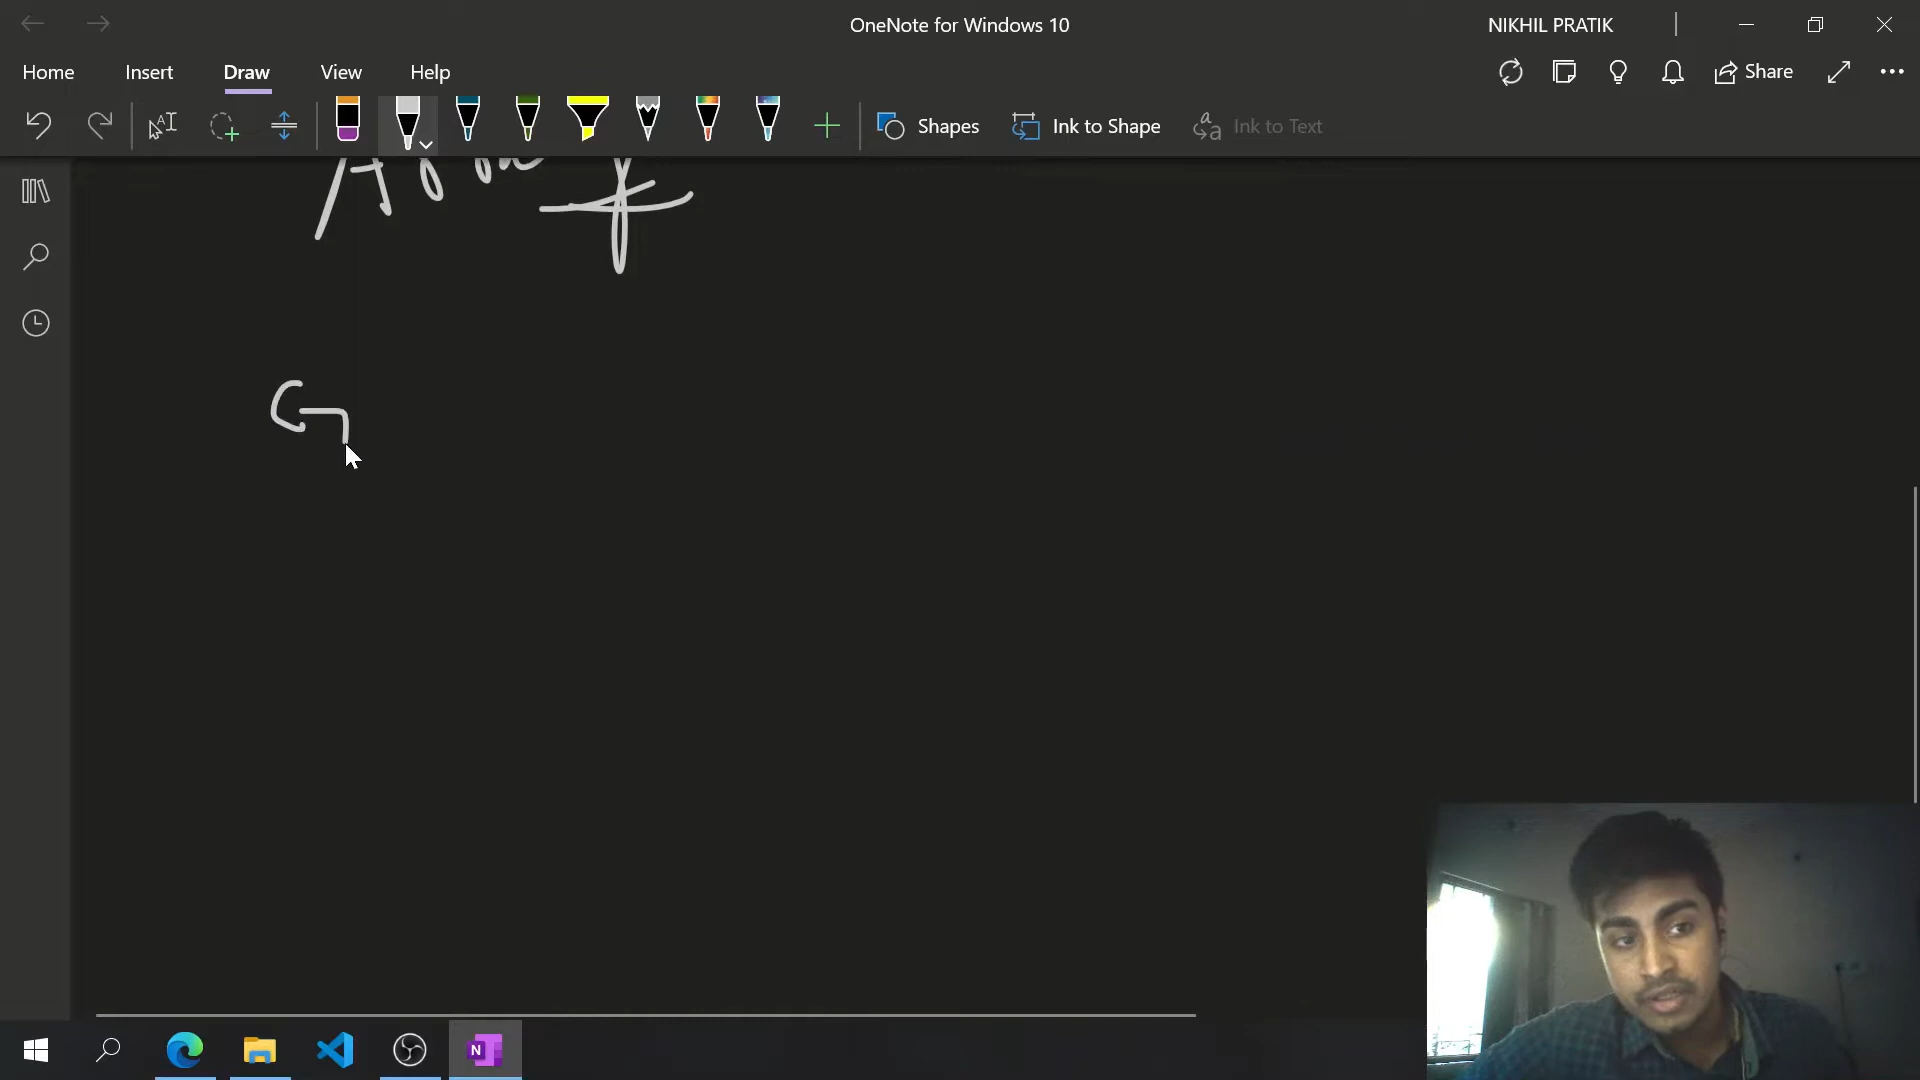 OneNote for Windows 10 NIKHIL PRATIK
Home Insert Draw View Help Share
Shapes Ink to Shape Ink to Text
G